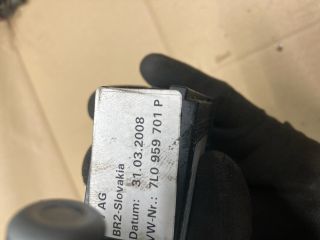 AG
BR2-Slovakia
Datum: 31.03.2008
VW-Nr.: 7L0 959 701 P